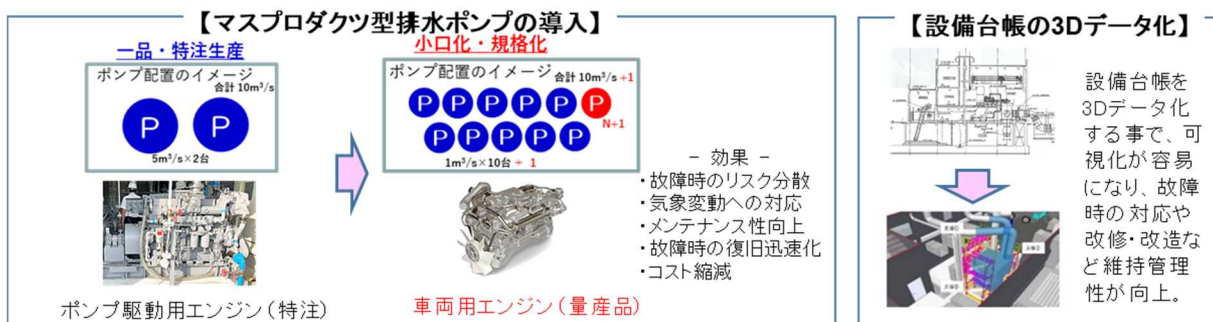 【マスプロダクツ型排水ポンプの導入】
一品・特注生産
ポンプ配置のイメージ
合計 10m³/s
P P
5m³/s×2台
ポンプ駆動用エンジン(特注)
小口化・規格化
ポンプ配置のイメージ 合計 10m³/s +1
P P P P P P
N+1
P P P P P
1m³/s×10台 + 1
車両用エンジン(量産品)
− 効果 −
・故障時のリスク分散
・気象変動への対応
・メンテナンス性向上
・故障時の復旧迅速化
・コスト縮減
【設備台帳の3Dデータ化】
設備台帳を
3Dデータ化
する事で、可
視化が容易
になり、故障
時の対応や
改修・改造な
ど維持管理
性が向上。